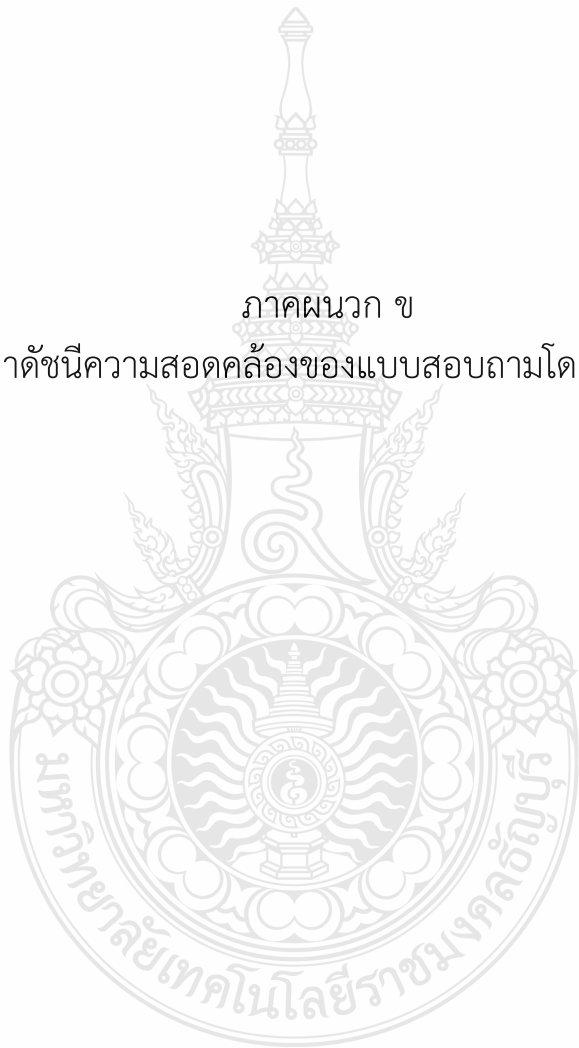 ภาคผนวก ข
าดัชนีความสอดคล้องของแบบสอบถามโด
มหาวิทยาลัยเทคโนโลยีราชมงคลธัญบุรี